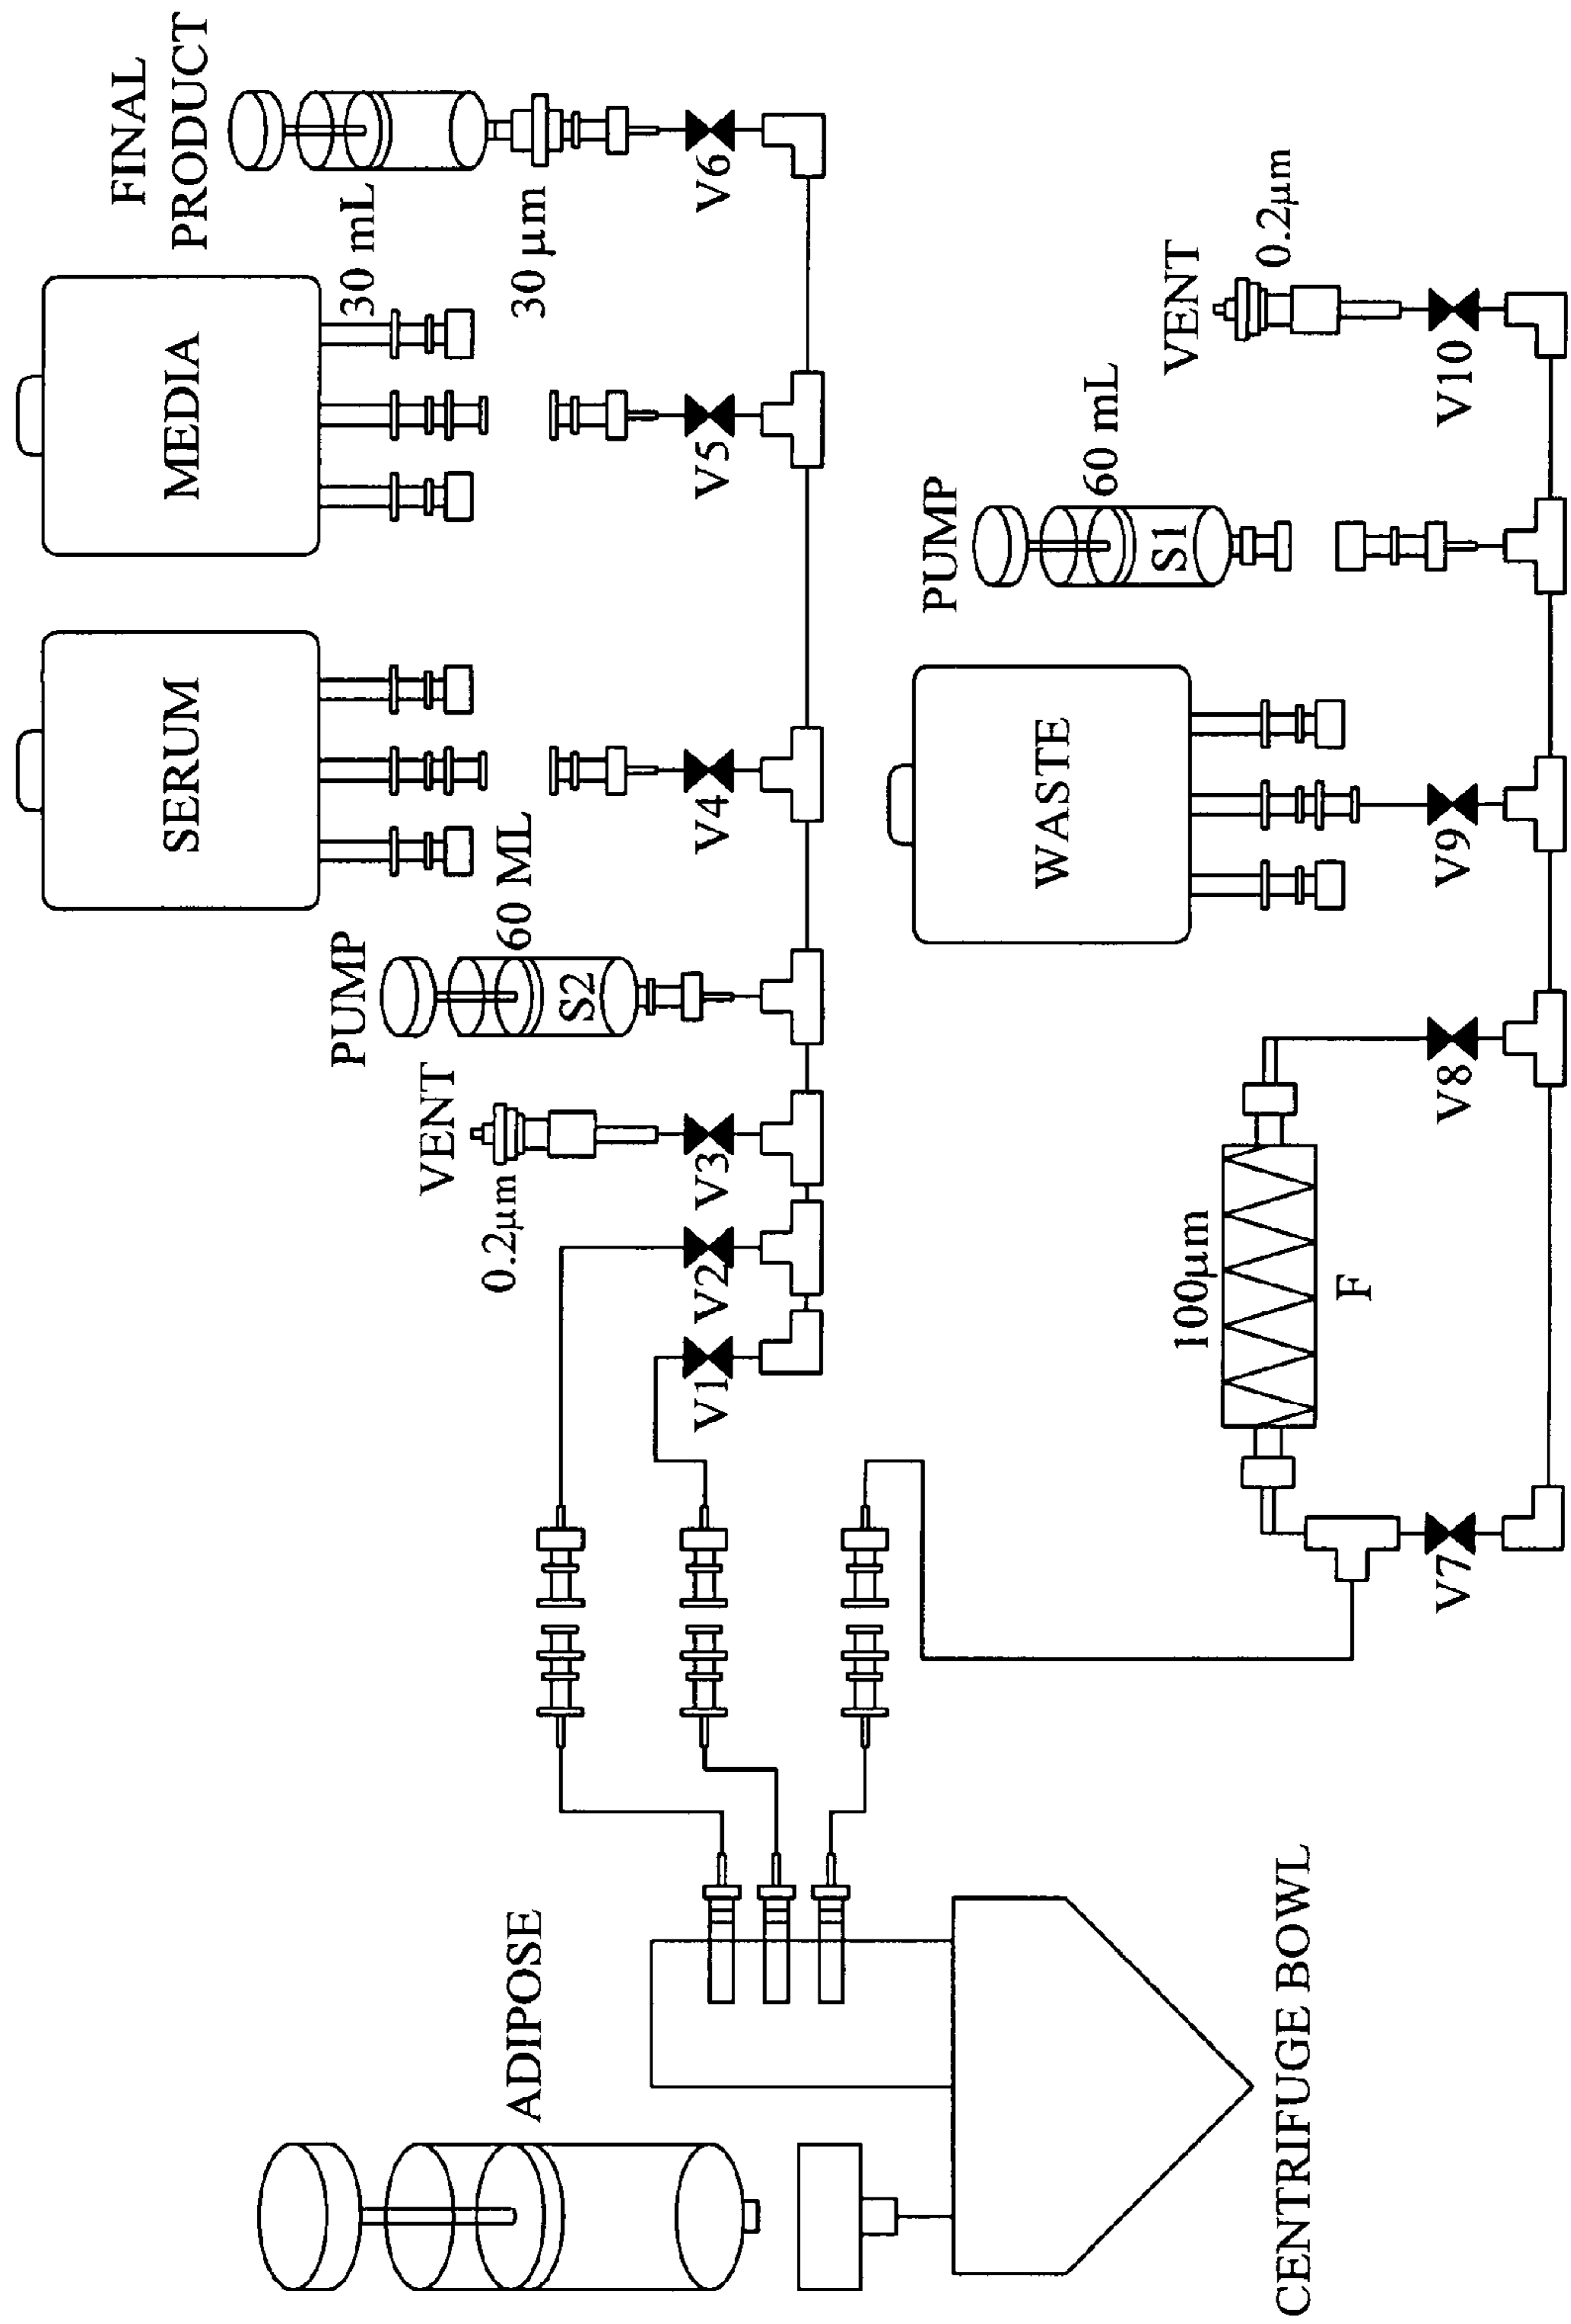 FINAL
PRODUCT
30 mL
30 µm
V6
MEDIA
V5
SERUM
V4
PUMP
60 ML
S2
VENT
0.2µm
V3
V2
V1
VENT
0.2µm
V10
PUMP
60 mL
S1
WASTE
V9
V8
100µm
F
V7
ADIPOSE
CENTRIFUGE BOWL